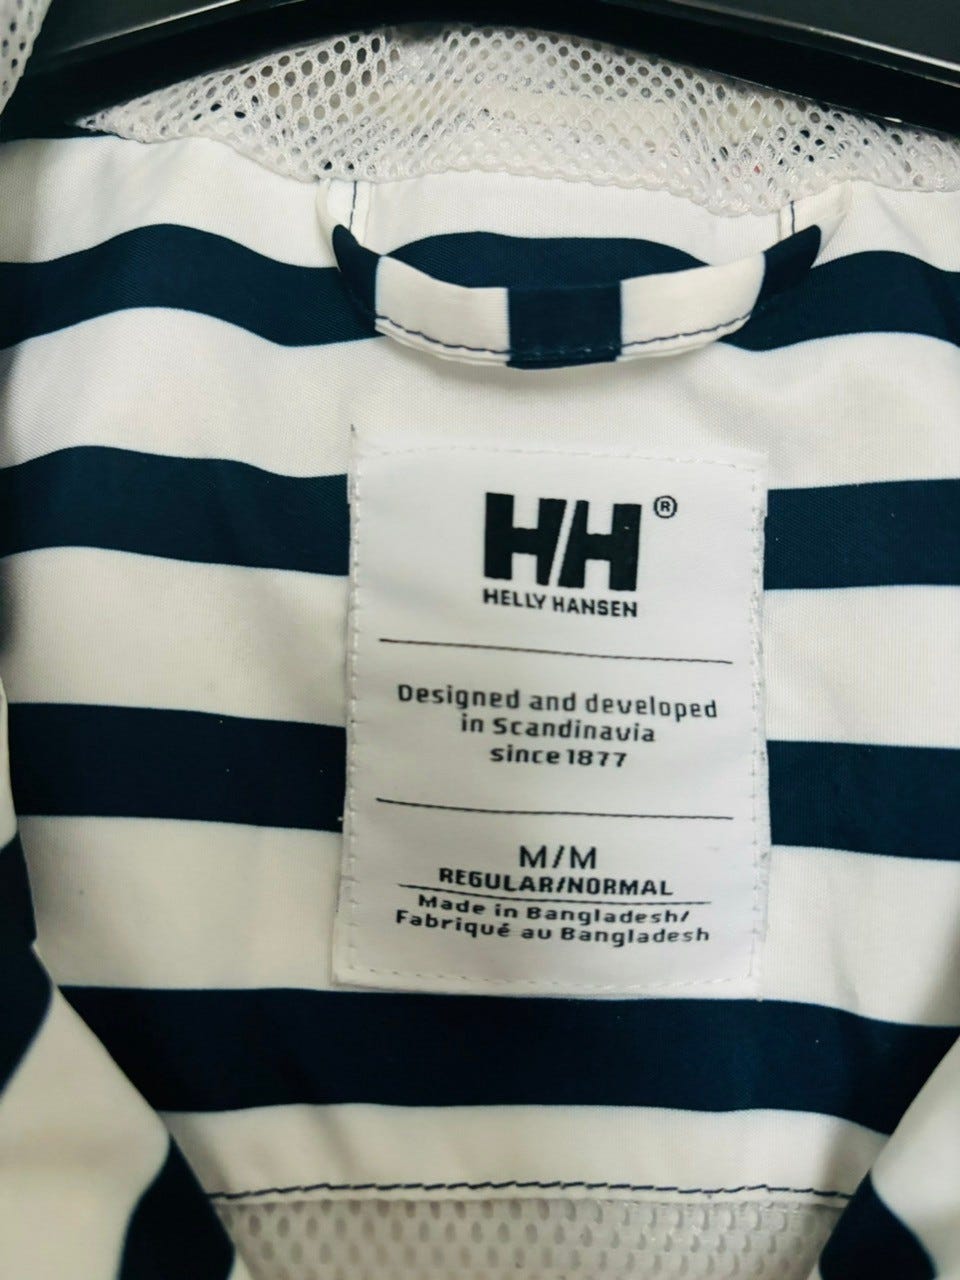 HH®
HELLY HANSEN
Designed and developed
in Scandinavia
since 1877
M/M
REGULAR/NORMAL
Made in Bangladesh/
Fabriqué au Bangladesh